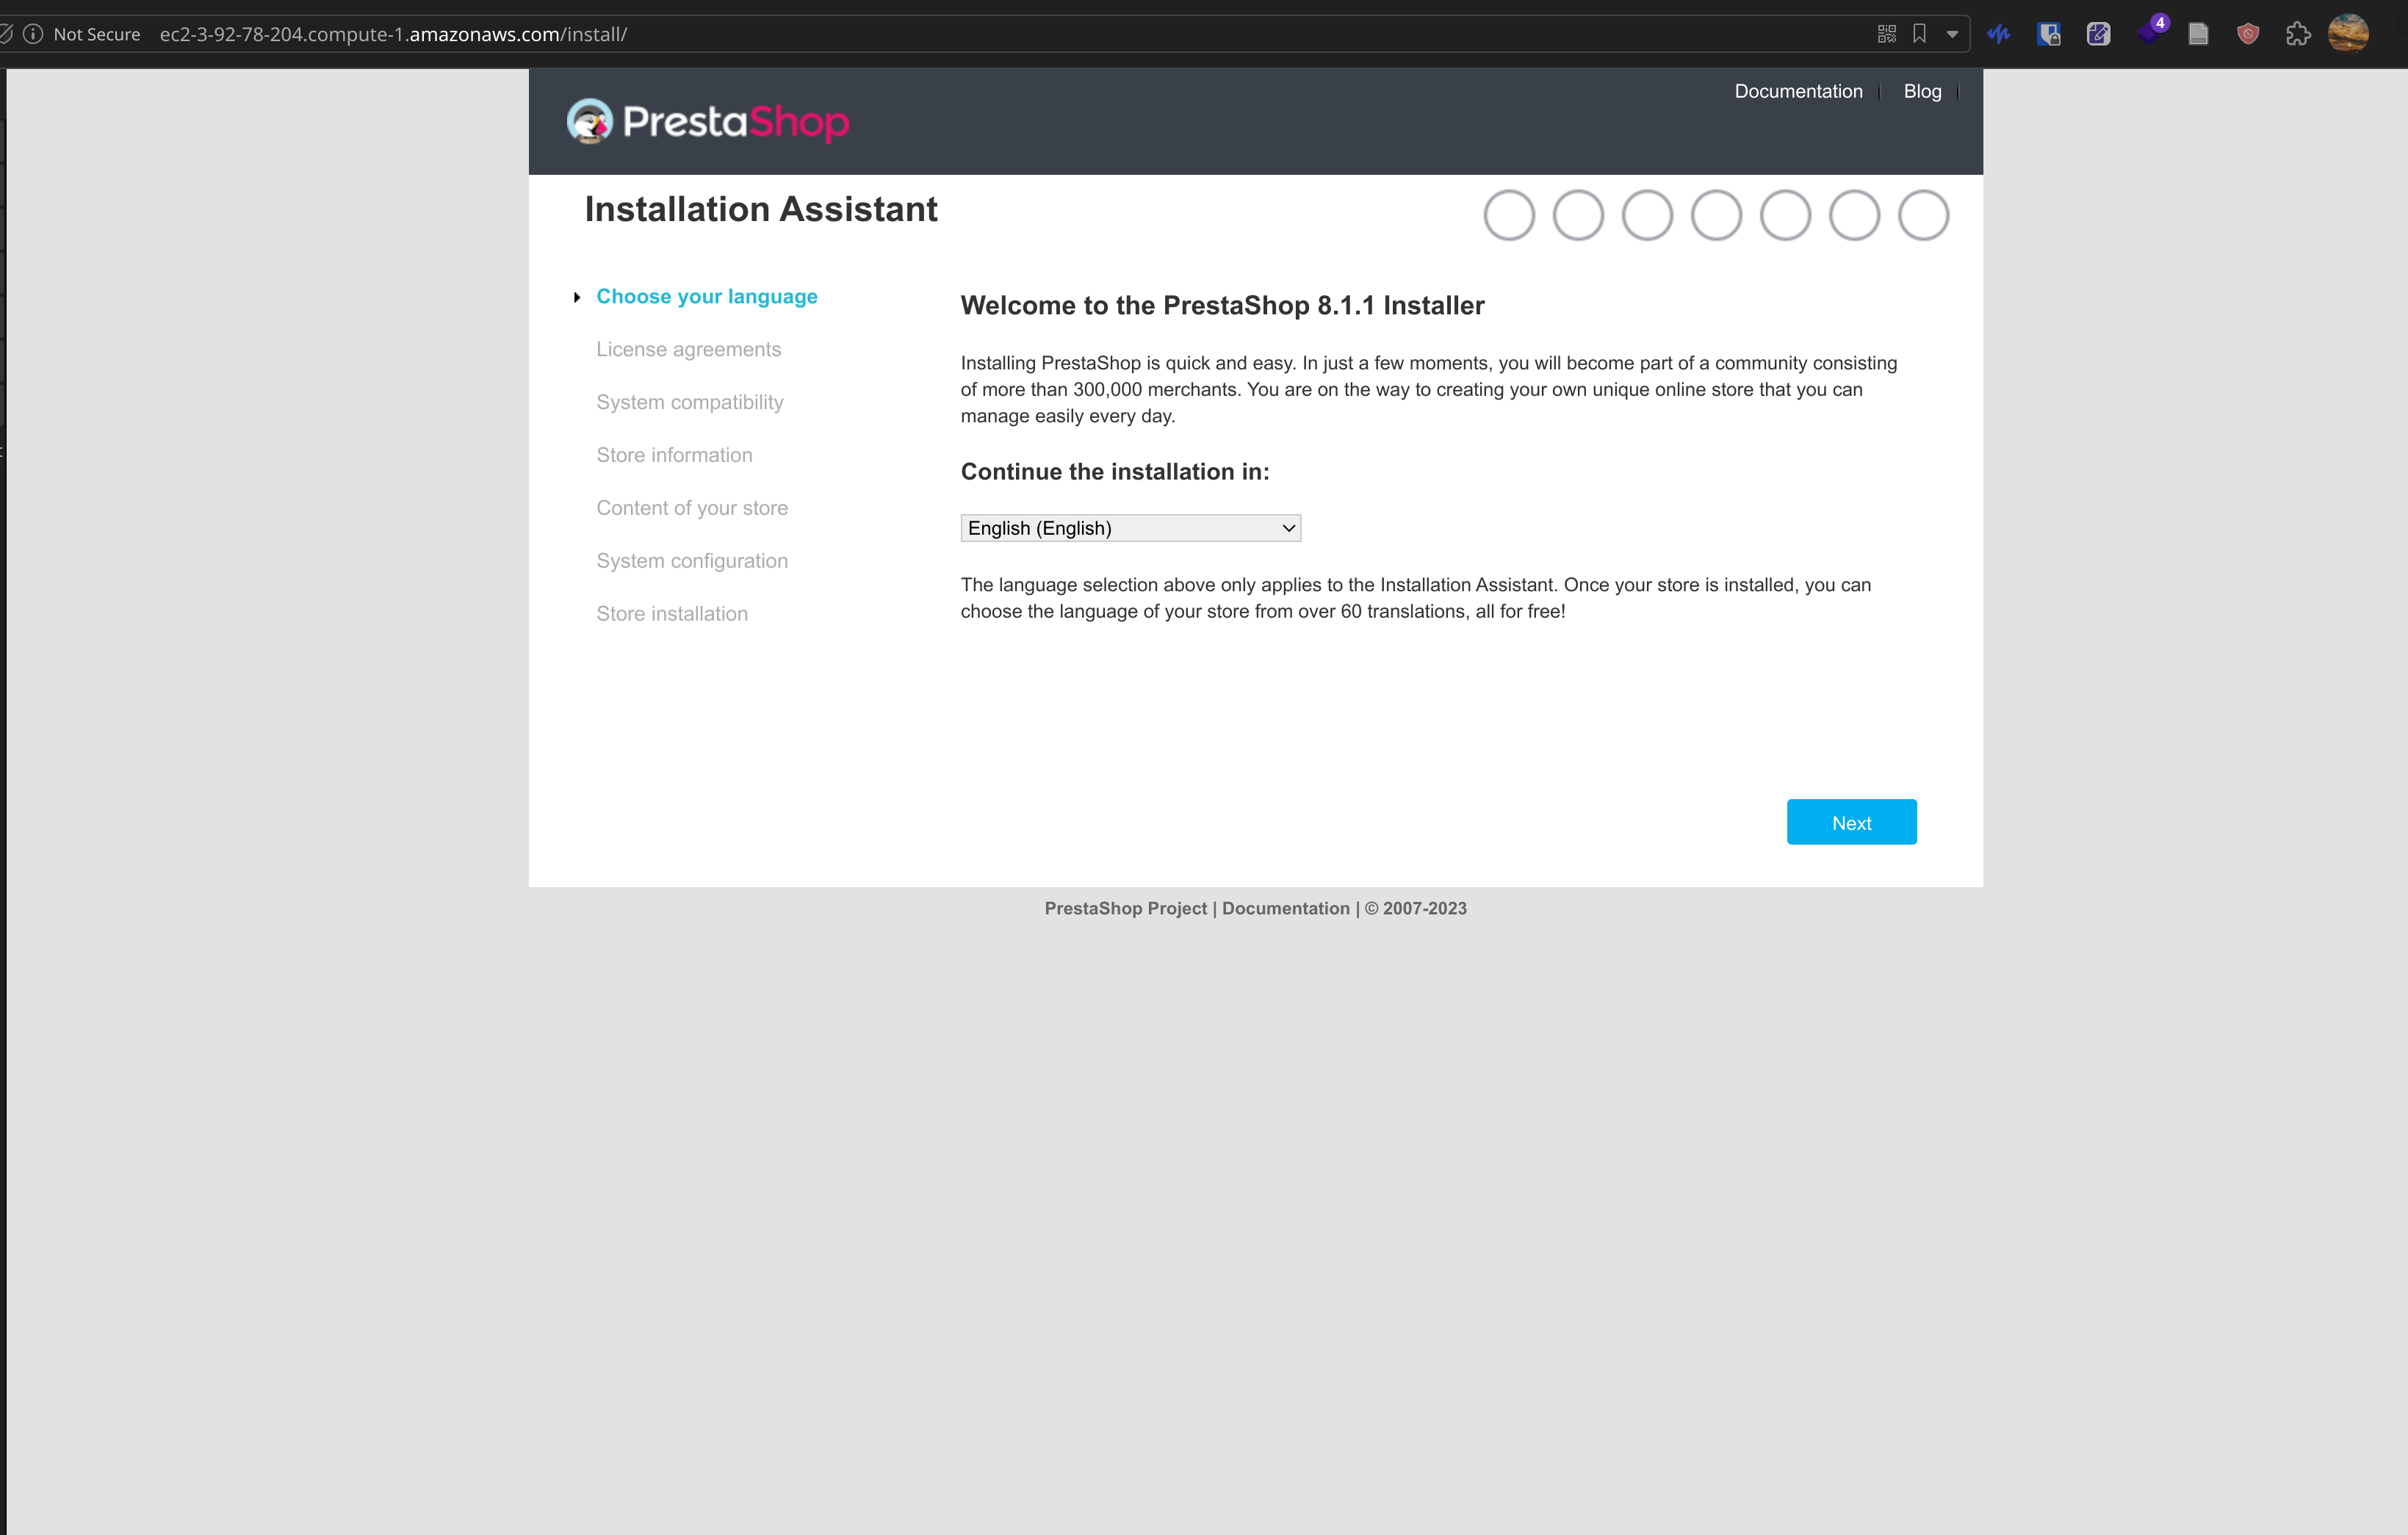 Not Secure ec2-3-92-78-204.compute-1.amazonaws.com/install/
4
Documentation
Blog
PrestaShop
Installation Assistant
Choose your language
License agreements
System compatibility
Store information
Content of your store
System configuration
Store installation
Welcome to the PrestaShop 8.1.1 Installer
Installing PrestaShop is quick and easy. In just a few moments, you will become part of a community consisting
of more than 300,000 merchants. You are on the way to creating your own unique online store that you can
manage easily every day.
Continue the installation in:
English (English)
The language selection above only applies to the Installation Assistant. Once your store is installed, you can
choose the language of your store from over 60 translations, all for free!
Next
PrestaShop Project | Documentation | © 2007-2023